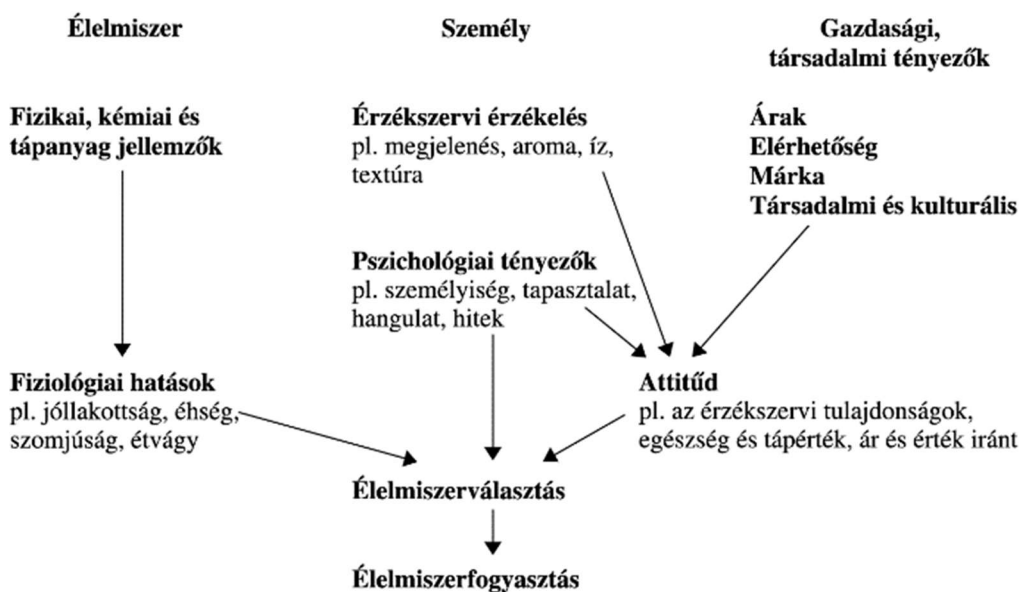 Élelmiszer
Személy
Gazdasági,
társadalmi tényezők
Fizikai, kémiai és
tápanyag jellemzők
Érzékszervi érzékelés
pl. megjelenés, aroma, íz,
textúra
Árak
Elérhetőség
Márka
Társadalmi és kulturális
Pszichológiai tényezők
pl. személyiség, tapasztalat,
hangulat, hitek
Fiziológiai hatások
pl. jóllakottság, éhség,
szomjúság, étvágy
Attitűd
pl. az érzékszervi tulajdonságok,
egészség és tápérték, ár és érték iránt
Élelmiszerválasztás
Élelmiszerfogyasztás